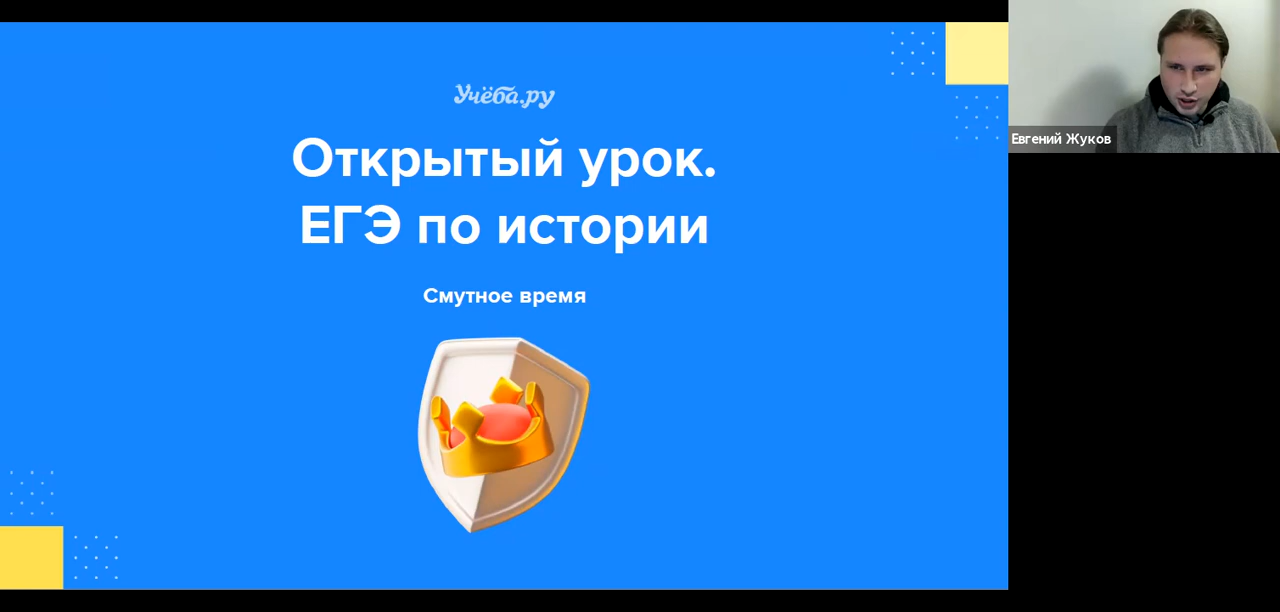 Учёба.ру
Открытый урок.
ЕГЭ по истории
Смутное время
Евгений Жуков